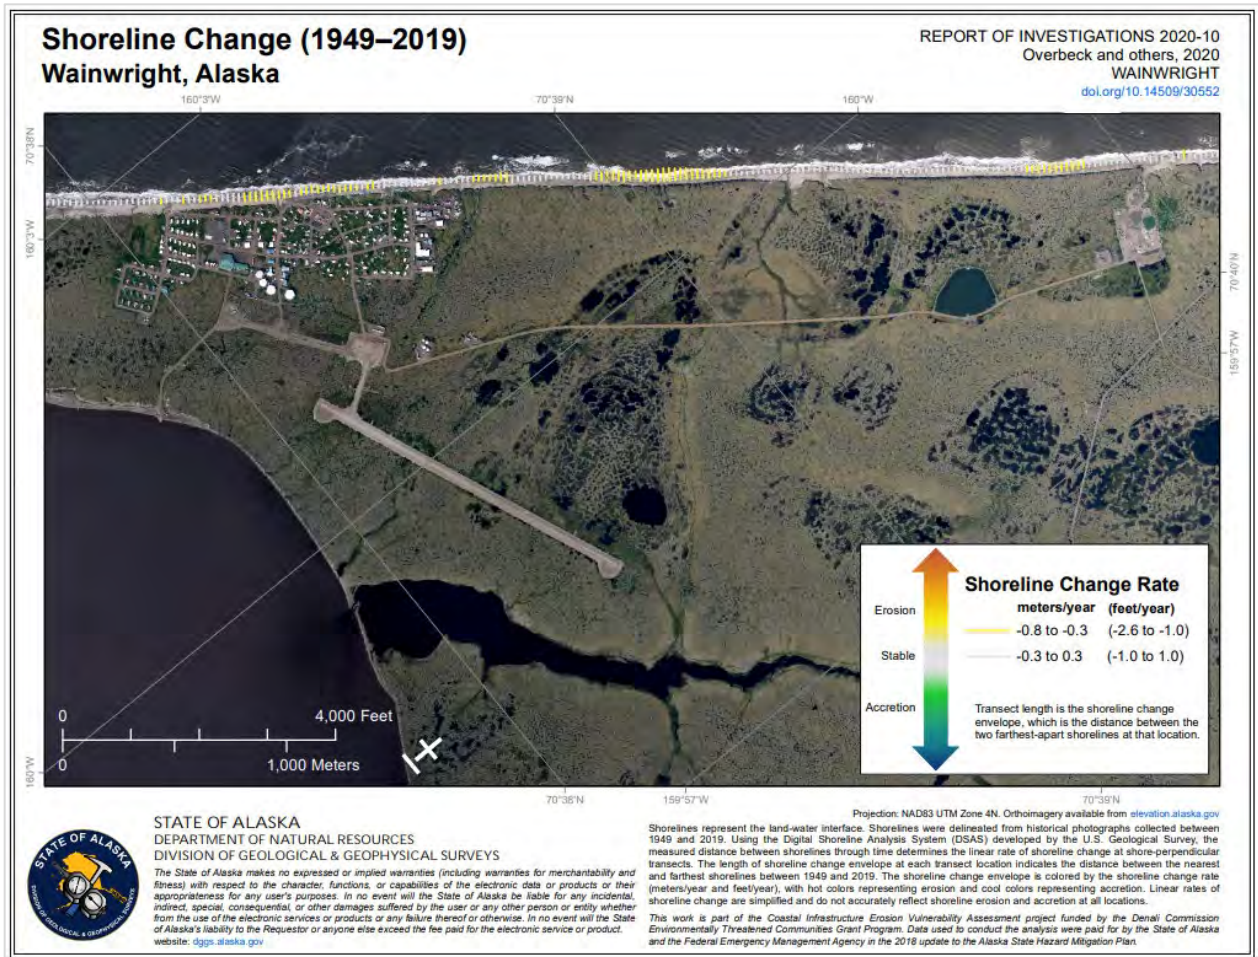 Shoreline Change (1949–2019)
Wainwright, Alaska
REPORT OF INVESTIGATIONS 2020-10
Overbeck and others, 2020
WAINWRIGHT
doi.org/10.14509/30552
160°3'W
70°39'N
160°W
70°38'N
160°3'W
70°40'N
159°57'W
Shoreline Change Rate
meters/year (feet/year)
Erosion
-0.8 to -0.3 (-2.6 to -1.0)
Stable
-0.3 to 0.3 (-1.0 to 1.0)
Accretion
Transect length is the shoreline change
envelope, which is the distance between the
two farthest-apart shorelines at that location.
0 4,000 Feet
0 1,000 Meters
160°W
70°38'N
159°57'W
70°39'N
Projection: NAD83 UTM Zone 4N. Orthoimagery available from elevation.alaska.gov
STATE OF ALASKA
DIVISION OF GEOLOGICAL & GEOPHYSICAL SURVEYS
STATE OF ALASKA
DEPARTMENT OF NATURAL RESOURCES
DIVISION OF GEOLOGICAL & GEOPHYSICAL SURVEYS
The State of Alaska makes no expressed or implied warranties (including warranties for merchantability and
fitness) with respect to the character, functions, or capabilities of the electronic data or products or their
appropriateness for any user's purposes. In no event will the State of Alaska be liable for any incidental,
indirect, special, consequential, or other damages suffered by the user or any other person or entity whether
from the use of the electronic services or products or any failure thereof or otherwise. In no event will the State
of Alaska's liability to the Requestor or anyone else exceed the fee paid for the electronic service or product.
website: dggs.alaska.gov
Shorelines represent the land-water interface. Shorelines were delineated from historical photographs collected between
1949 and 2019. Using the Digital Shoreline Analysis System (DSAS) developed by the U.S. Geological Survey, the
measured distance between shorelines through time determines the linear rate of shoreline change at shore-perpendicular
transects. The length of shoreline change envelope at each transect location indicates the distance between the nearest
and farthest shorelines between 1949 and 2019. The shoreline change envelope is colored by the shoreline change rate
(meters/year and feet/year), with hot colors representing erosion and cool colors representing accretion. Linear rates of
shoreline change are simplified and do not accurately reflect shoreline erosion and accretion at all locations.
This work is part of the Coastal Infrastructure Erosion Vulnerability Assessment project funded by the Denali Commission
Environmentally Threatened Communities Grant Program. Data used to conduct the analysis were paid for by the State of Alaska
and the Federal Emergency Management Agency in the 2018 update to the Alaska State Hazard Mitigation Plan.